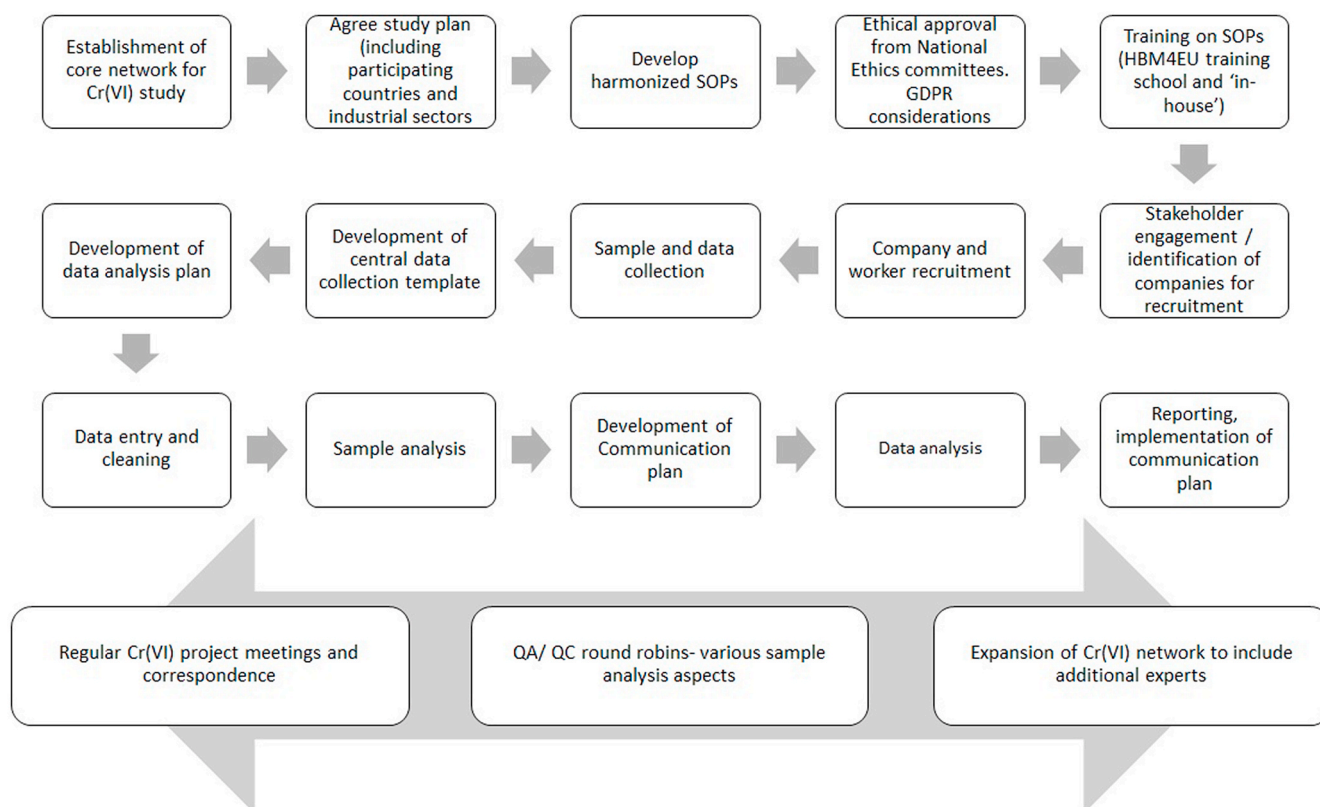 Establishment of
core network for
Cr(VI) study
Agree study plan
(including
participating
countries and
industrial sectors
Develop
harmonized SOPs
Ethical approval
from National
Ethics committees.
GDPR
considerations
Training on SOPs
(HBM4EU training
school and ‘in-
house’)
Stakeholder
engagement /
identification of
companies for
recruitment
Company and
worker recruitment
Sample and data
collection
Development of
central data
collection template
Development of
data analysis plan
Data entry and
cleaning
Sample analysis
Development of
Communication
plan
Data analysis
Reporting,
implementation of
communication
plan
Regular Cr(VI) project meetings and
correspondence
QA/ QC round robins- various sample
analysis aspects
Expansion of Cr(VI) network to include
additional experts